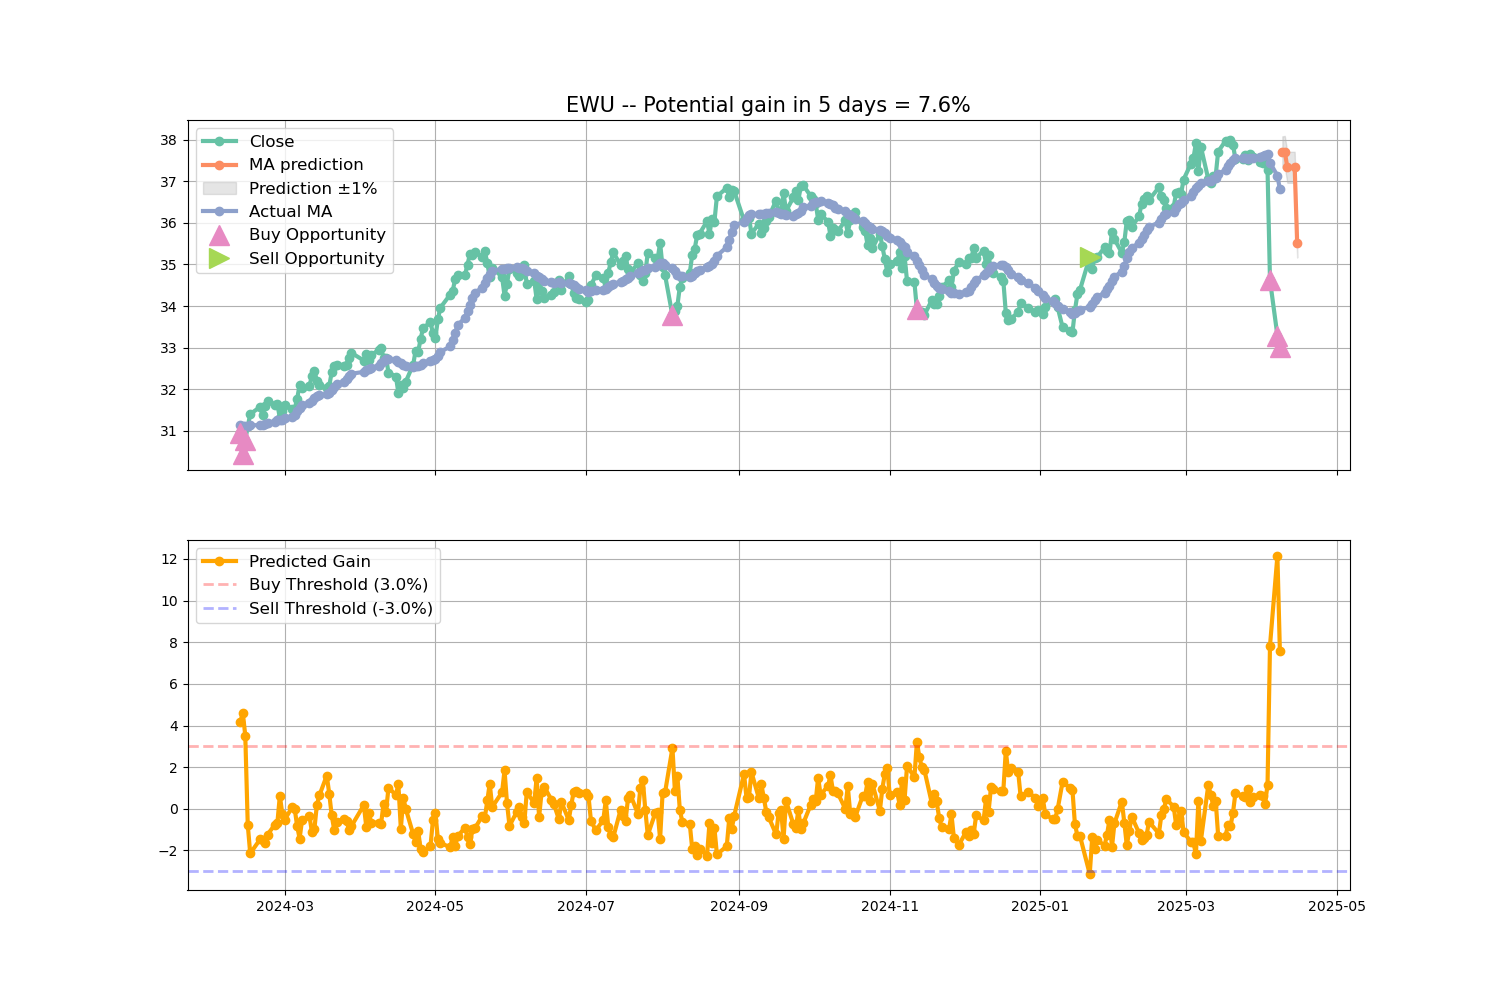 EWU -- Potential gain in 5 days = 7.6%
38
37
36
35
34
33
32
31
Close
MA prediction
Prediction ±1%
Actual MA
Buy Opportunity
Sell Opportunity
12
10
8
6
4
2
0
−2
Predicted Gain
Buy Threshold (3.0%)
Sell Threshold (-3.0%)
2024-03
2024-05
2024-07
2024-09
2024-11
2025-01
2025-03
2025-05